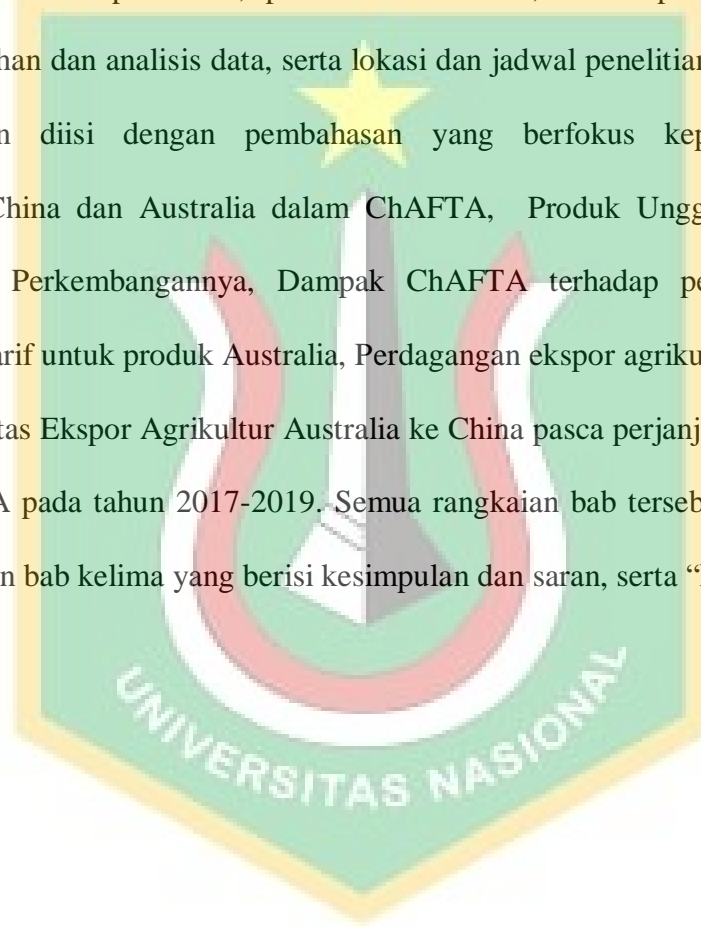 han dan analisis data, serta lokasi dan jadwal penelitian
n diisi dengan pembahasan yang berfokus kep
China dan Australia dalam ChAFTA, Produk Ungg
Perkembangannya, Dampak ChAFTA terhadap pe
arif untuk produk Australia, Perdagangan ekspor agriku
tas Ekspor Agrikultur Australia ke China pasca perjanj
A pada tahun 2017-2019. Semua rangkaian bab terseb
n bab kelima yang berisi kesimpulan dan saran, serta “
UNIVERSITAS NASIONAL